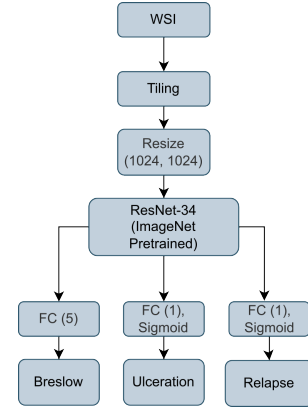 WSI
Tiling
Resize
(1024, 1024)
ResNet-34
(ImageNet
Pretrained)
FC (5)
FC (1),
Sigmoid
FC (1),
Sigmoid
Breslow
Ulceration
Relapse